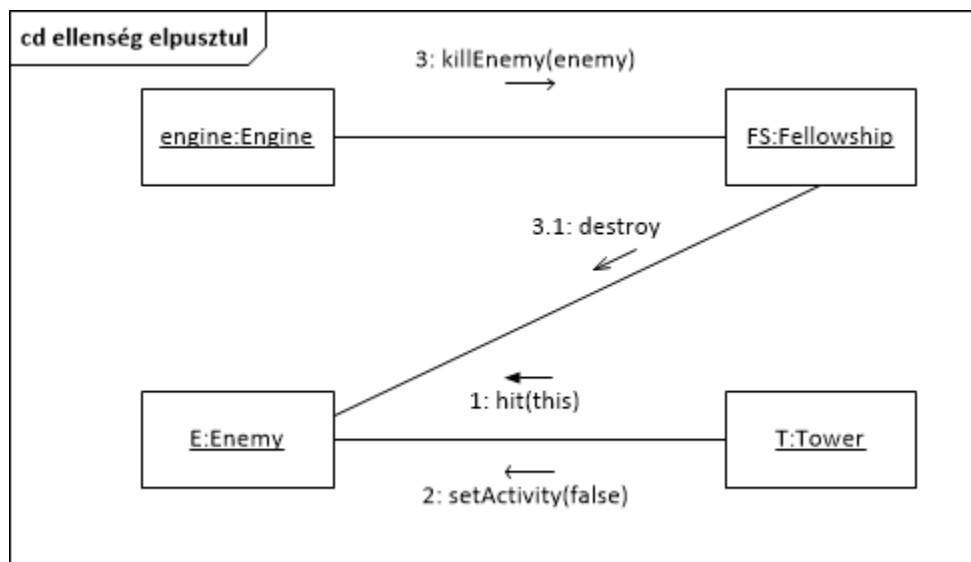 cd ellenség elpusztul
3: killEnemy(enemy)
engine:Engine
FS:Fellowship
3.1: destroy
1: hit(this)
E:Enemy
T:Tower
2: setActivity(false)